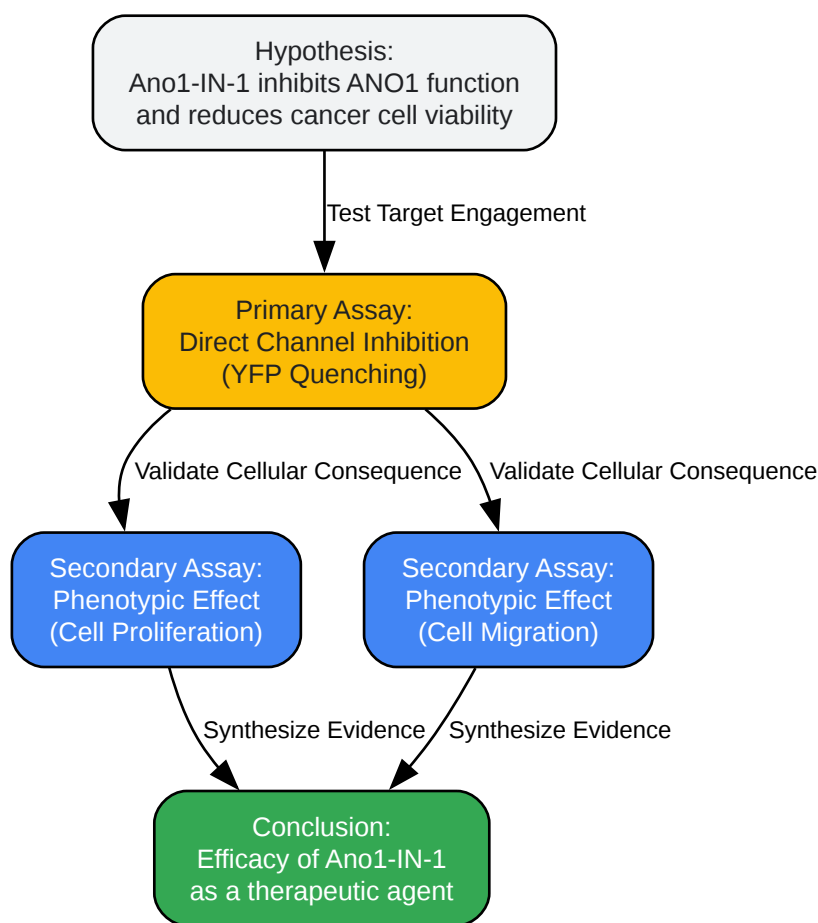 Hypothesis:
Ano1-IN-1 inhibits ANO1 function
and reduces cancer cell viability
Test Target Engagement
Primary Assay:
Direct Channel Inhibition
(YFP Quenching)
Validate Cellular Consequence
Validate Cellular Consequence
Secondary Assay:
Phenotypic Effect
(Cell Proliferation)
Secondary Assay:
Phenotypic Effect
(Cell Migration)
Synthesize Evidence
Synthesize Evidence
Conclusion:
Efficacy of Ano1-IN-1
as a therapeutic agent